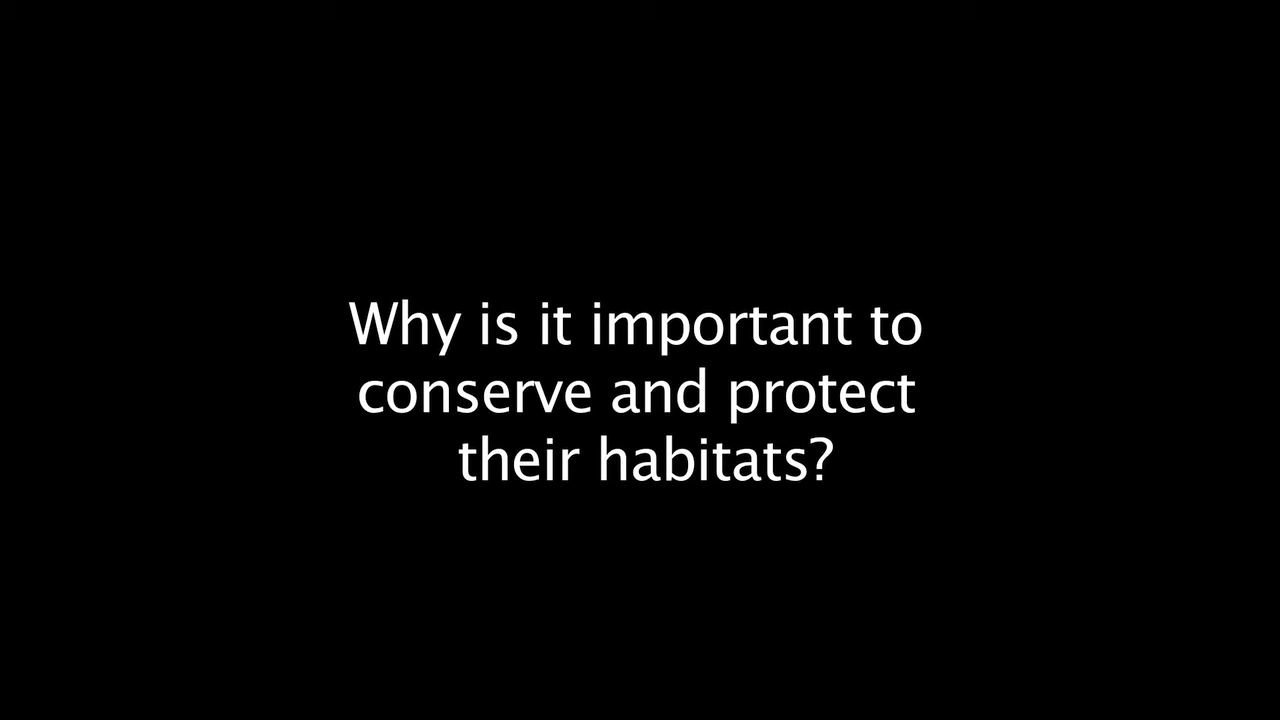 Why is it important to
conserve and protect
their habitats?